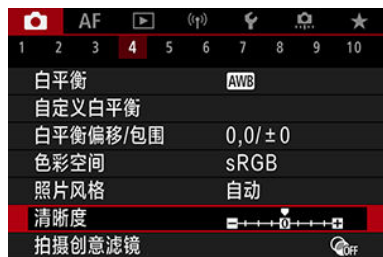 AF
1 2 3 4 5 6 7 8 9 10
白平衡 AWB
自定义白平衡
白平衡偏移/包围 0,0/±0
色彩空间 sRGB
照片风格 自动
清晰度 0
拍摄创意滤镜 OFF